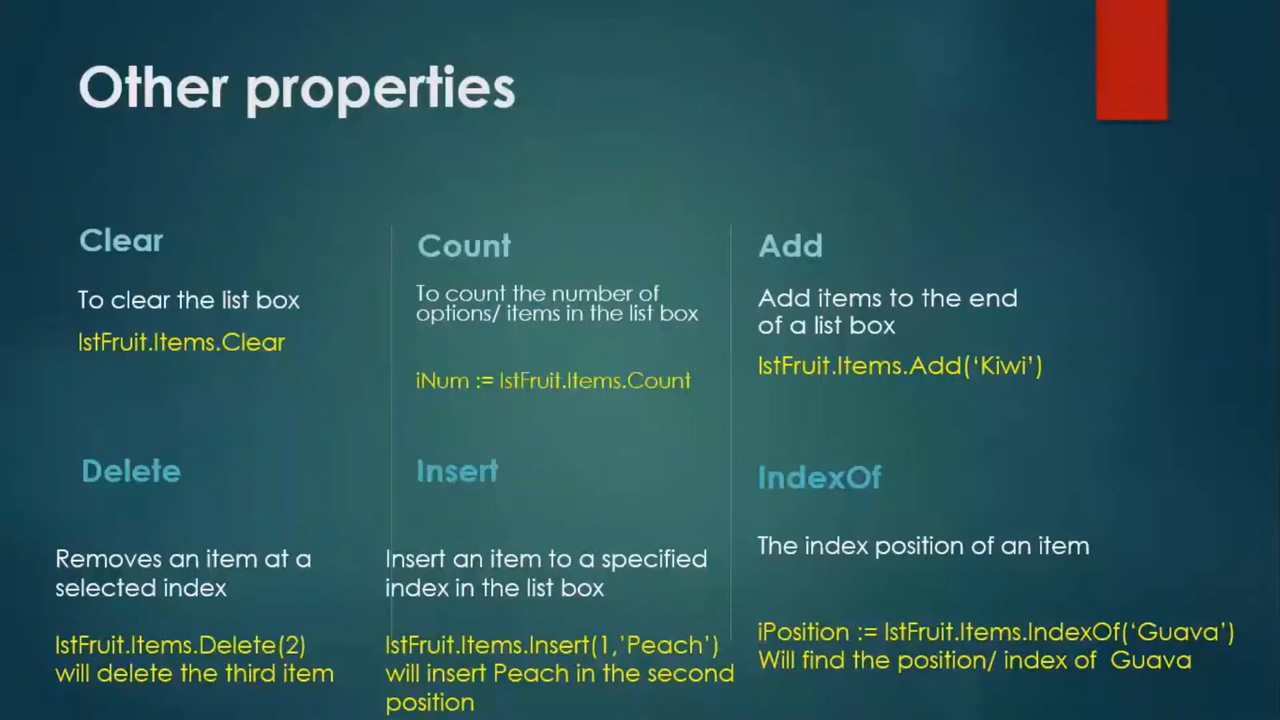 Other properties
Clear
To clear the list box
lstFruit.Items.Clear
Count
To count the number of
options/ items in the list box
iNum := lstFruit.Items.Count
Add
Add items to the end
of a list box
lstFruit.Items.Add(‘Kiwi’)
Delete
Removes an item at a
selected index
lstFruit.Items.Delete(2)
will delete the third item
Insert
Insert an item to a specified
index in the list box
lstFruit.Items.Insert(1,’Peach’)
will insert Peach in the second
position
IndexOf
The index position of an item
iPosition := lstFruit.Items.IndexOf(‘Guava’)
Will find the position/ index of  Guava